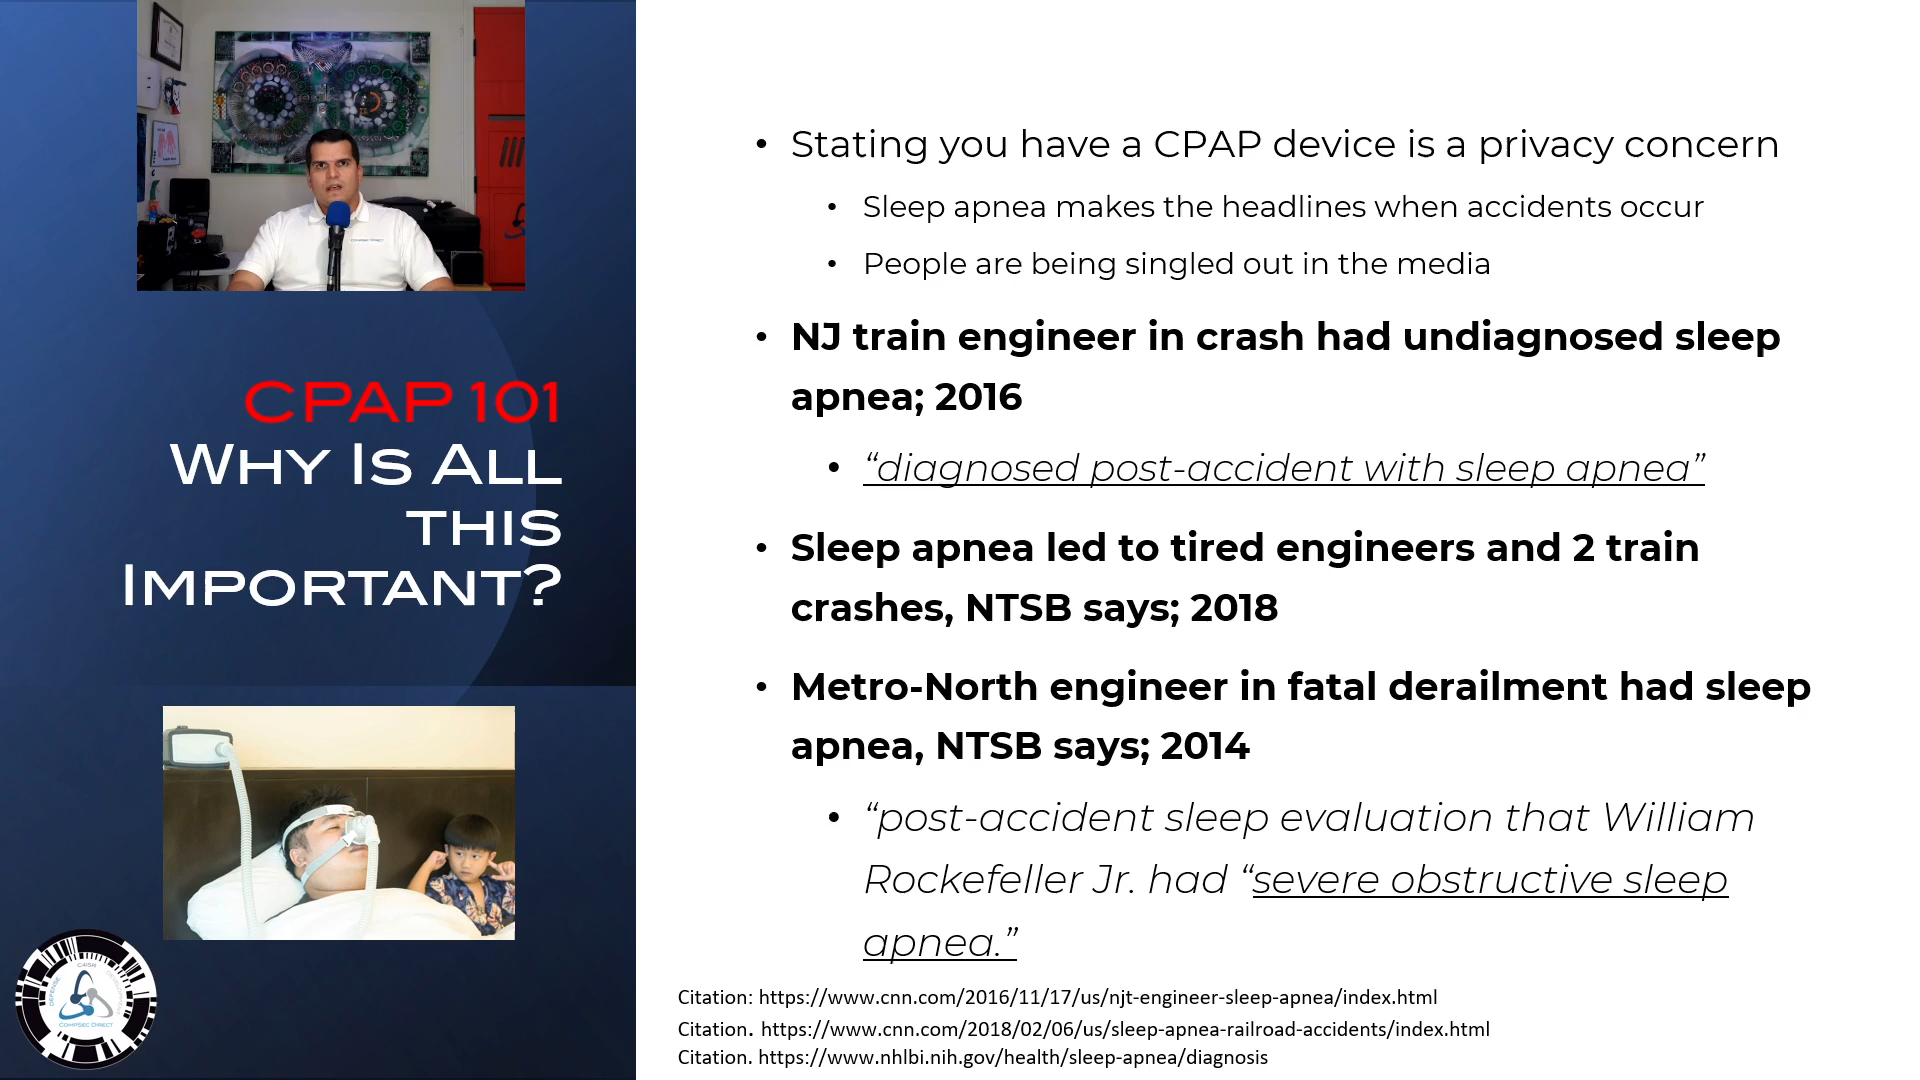 CPAP 101
Why Is All
this
Important?
• Stating you have a CPAP device is a privacy concern
• Sleep apnea makes the headlines when accidents occur
• People are being singled out in the media
• NJ train engineer in crash had undiagnosed sleep
apnea; 2016
• “diagnosed post-accident with sleep apnea”
• Sleep apnea led to tired engineers and 2 train
crashes, NTSB says; 2018
• Metro-North engineer in fatal derailment had sleep
apnea, NTSB says; 2014
• “post-accident sleep evaluation that William
Rockefeller Jr. had “severe obstructive sleep
apnea.”
Citation: https://www.cnn.com/2016/11/17/us/njt-engineer-sleep-apnea/index.html
Citation. https://www.cnn.com/2018/02/06/us/sleep-apnea-railroad-accidents/index.html
Citation. https://www.nhlbi.nih.gov/health/sleep-apnea/diagnosis
DEFENSE
CompSec Direct